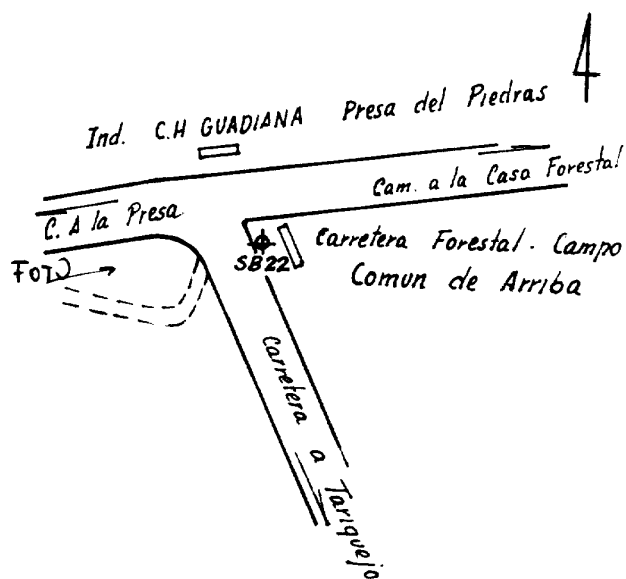 Ind. C.H GUADIANA Presa del Piedras
Cam. a la Casa Forestal
C. A la Presa
SB22
Carretera Forestal. Campo
Comun de Arriba
FOTO
Carretera a Tariquejo